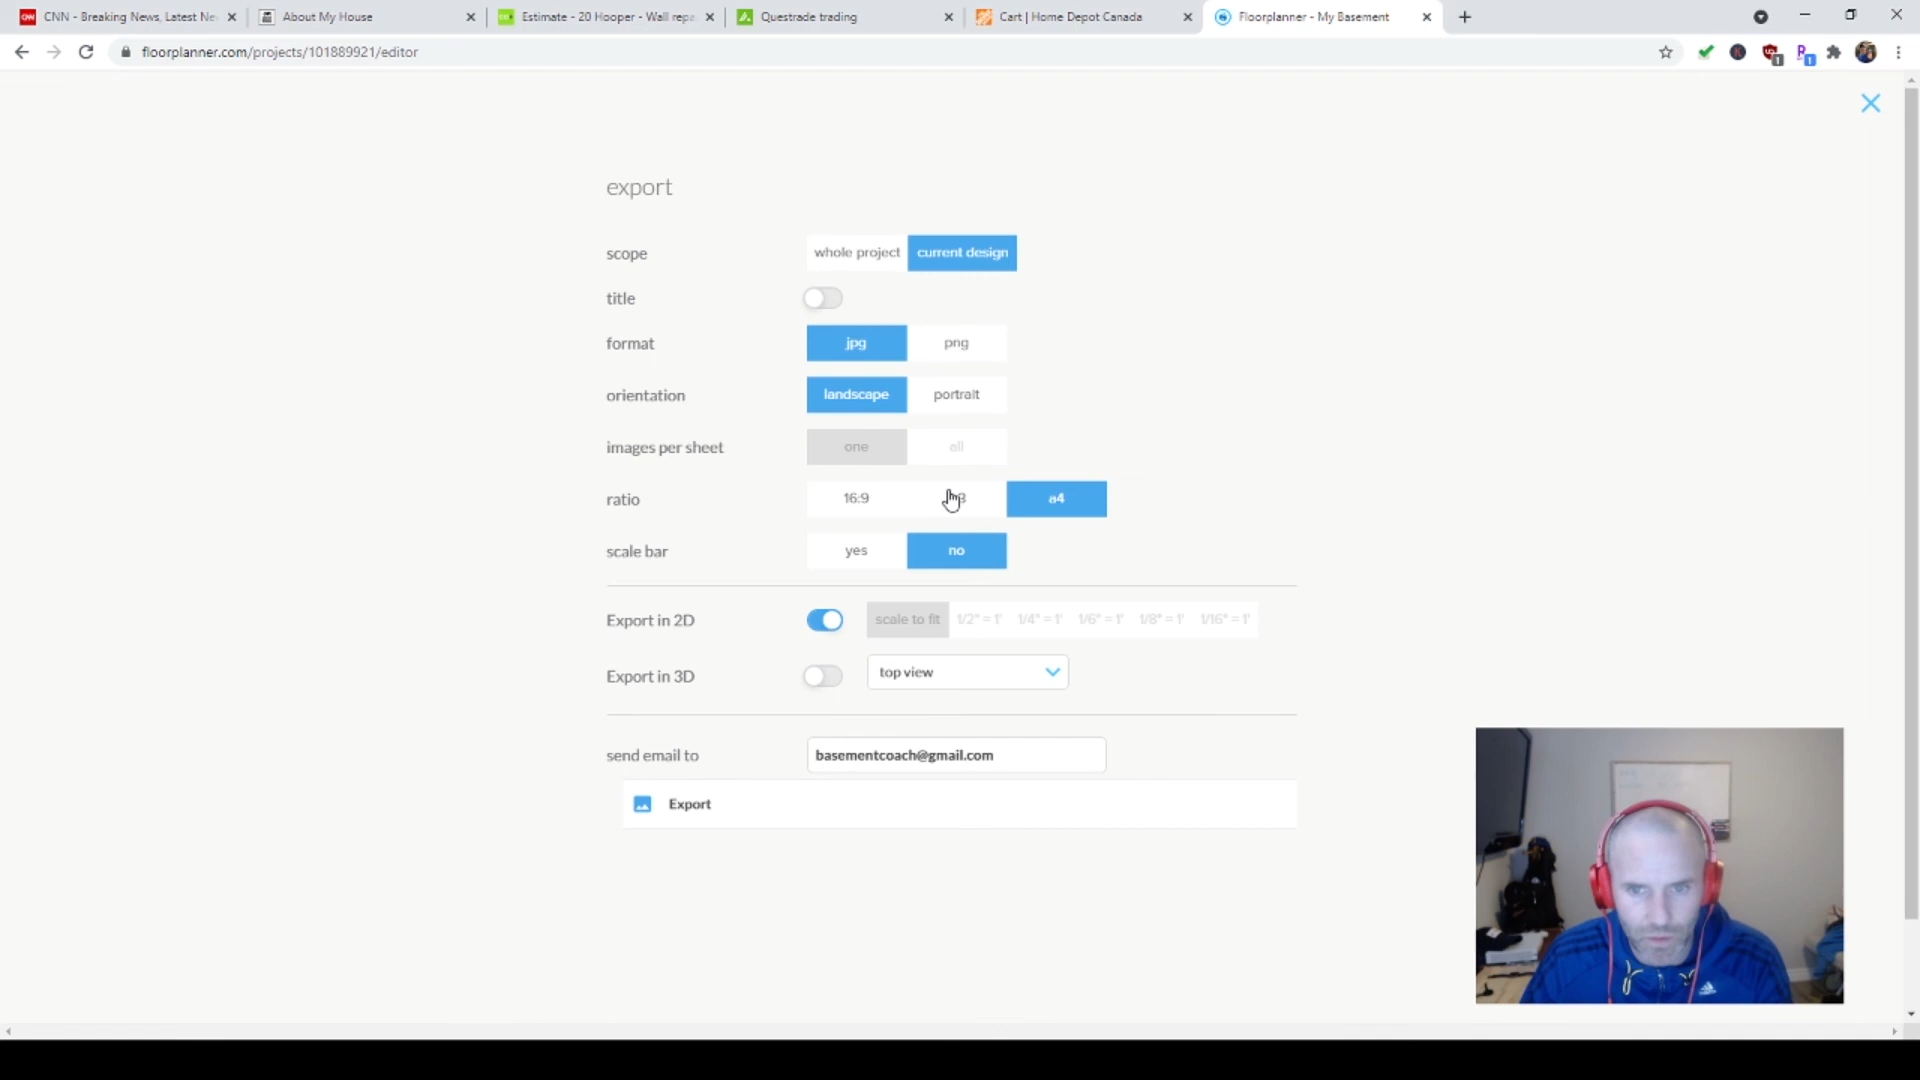 CNN - Breaking News, Latest Ne
About My House
Estimate - 20 Hooper - Wall repa
Questrade trading
Cart | Home Depot Canada
Floorplanner - My Basement
floorplanner.com/projects/101889921/editor
export
scope whole project current design
title
format jpg png
orientation landscape portrait
images per sheet one all
ratio 16:9 a4
scale bar yes no
Export in 2D scale to fit 1/2" = 1' 1/4" = 1' 1/6" = 1' 1/8" = 1' 1/16" = 1'
Export in 3D top view
send email to basementcoach@gmail.com
Export